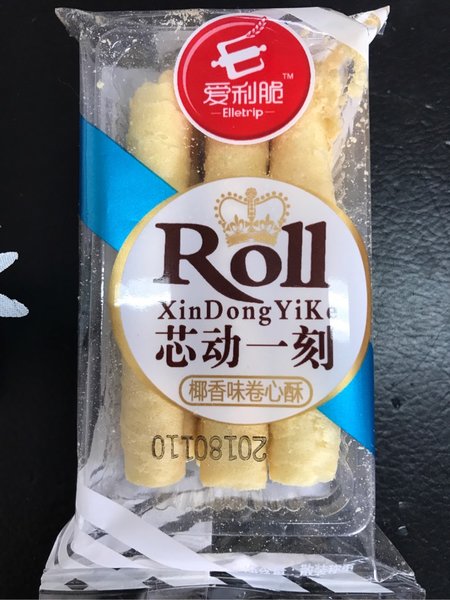 爱利脆™
Elletrip
Roll
XinDongYiKe
芯动一刻
椰香味卷心酥
20180110